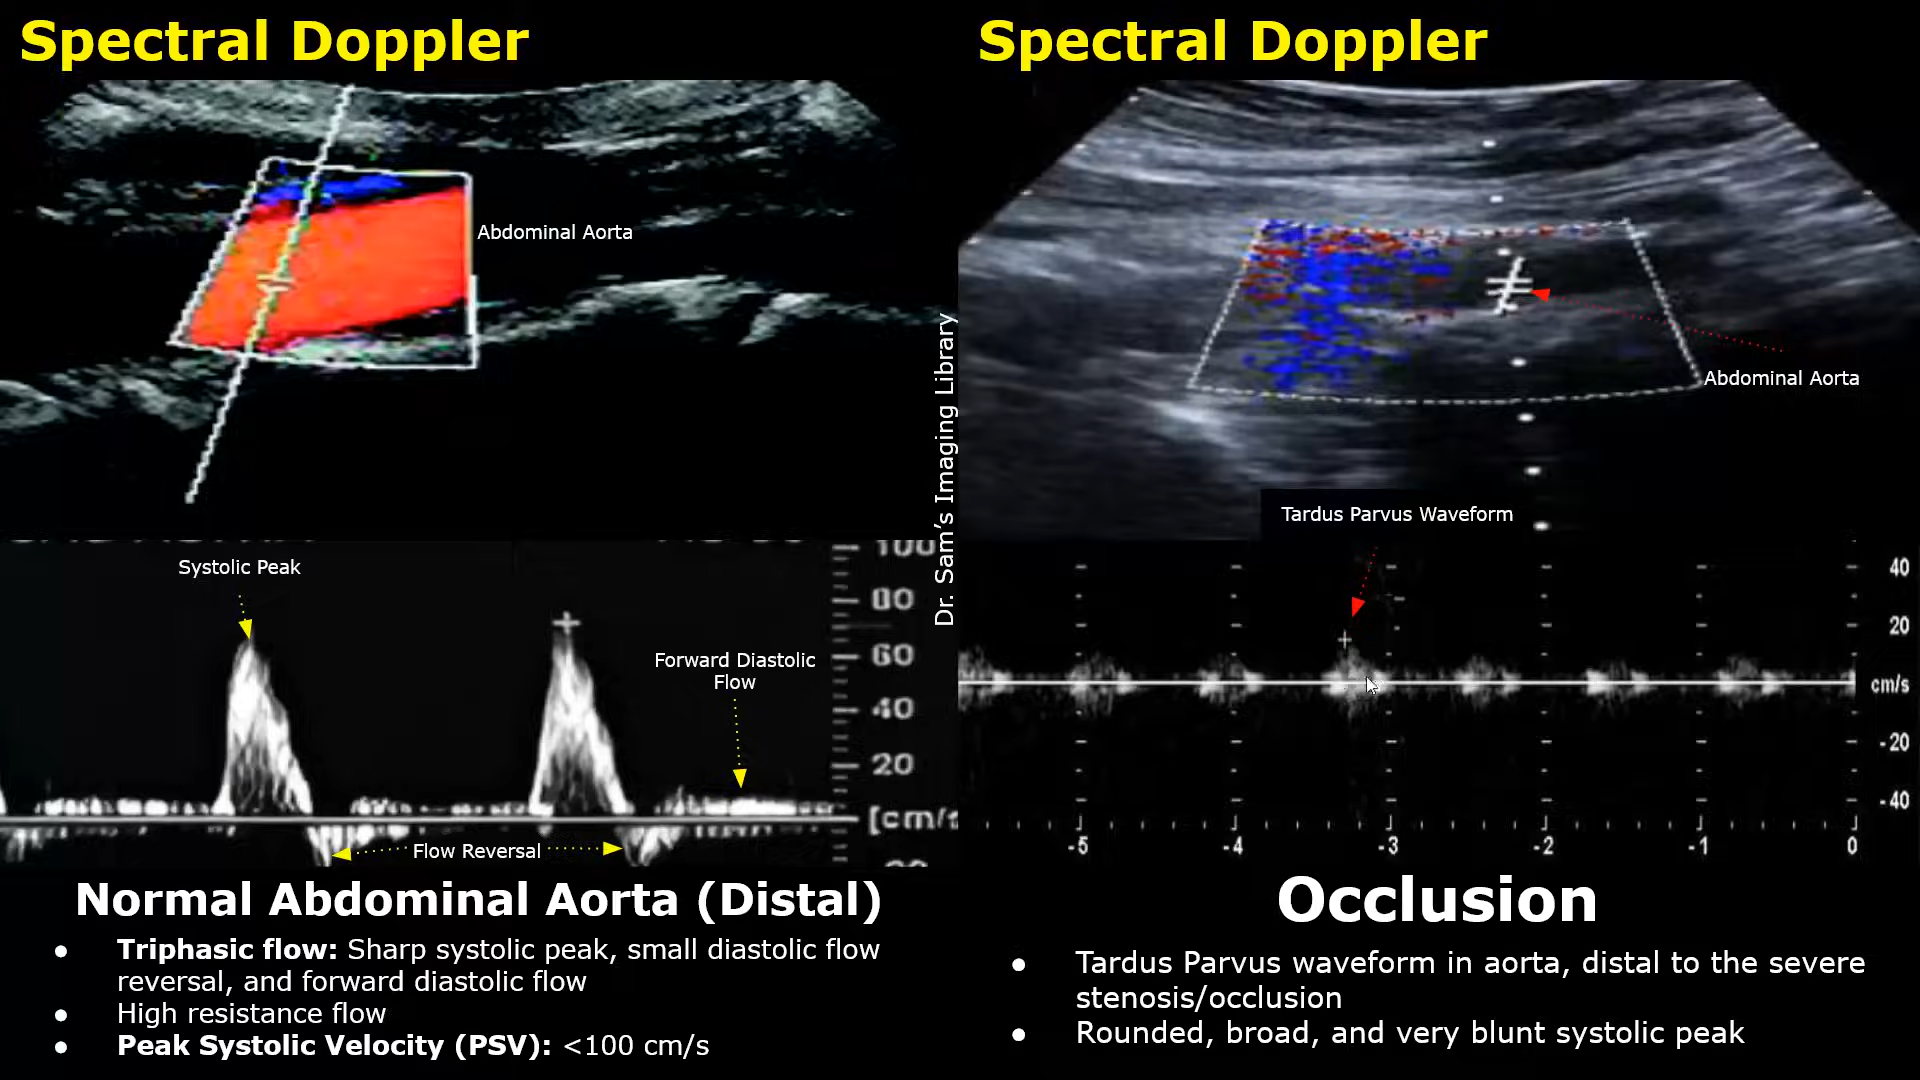 Spectral Doppler
Abdominal Aorta
Systolic Peak
Forward Diastolic
Flow
Flow Reversal
100
80
60
40
20
[cm/s
20
Normal Abdominal Aorta (Distal)
● Triphasic flow: Sharp systolic peak, small diastolic flow
reversal, and forward diastolic flow
● High resistance flow
● Peak Systolic Velocity (PSV): <100 cm/s
Dr. Sam's Imaging Library
Spectral Doppler
Abdominal Aorta
Tardus Parvus Waveform
40
20
cm/s
-20
-40
-5 -4 -3 -2 -1 0
Occlusion
● Tardus Parvus waveform in aorta, distal to the severe
stenosis/occlusion
● Rounded, broad, and very blunt systolic peak